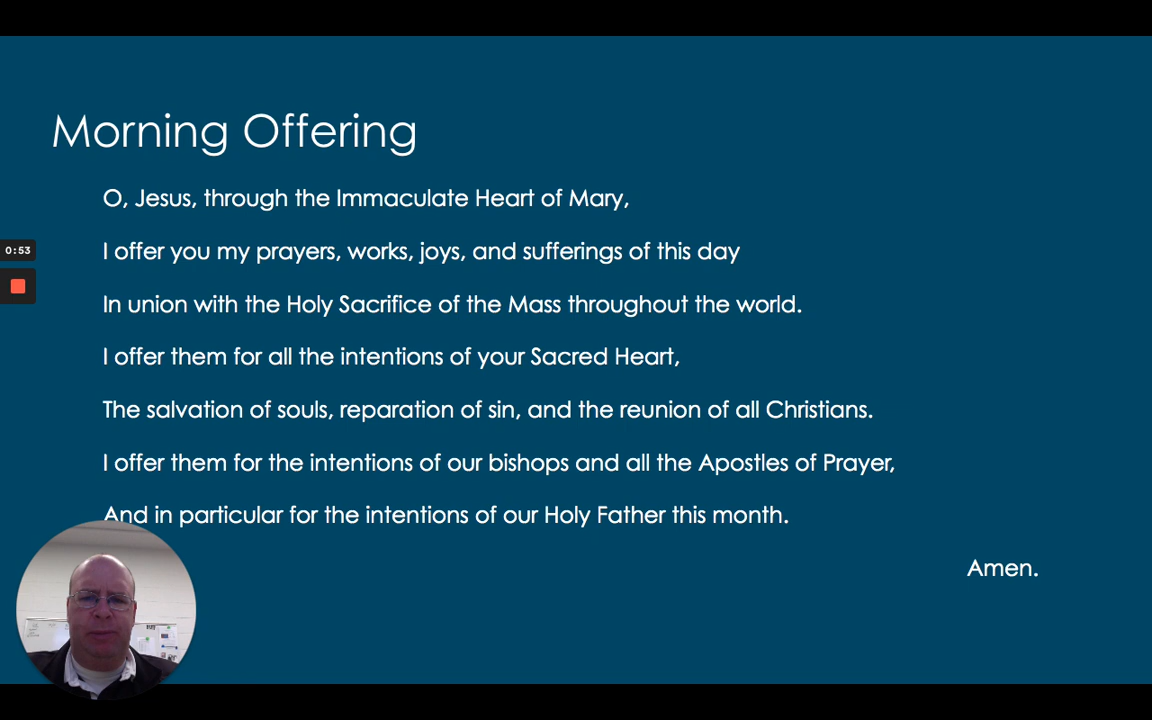 Morning Offering
O, Jesus, through the Immaculate Heart of Mary,
I offer you my prayers, works, joys, and sufferings of this day
0:53
In union with the Holy Sacrifice of the Mass throughout the world.
I offer them for all the intentions of your Sacred Heart,
The salvation of souls, reparation of sin, and the reunion of all Christians.
I offer them for the intentions of our bishops and all the Apostles of Prayer,
And in particular for the intentions of our Holy Father this month.
Amen.